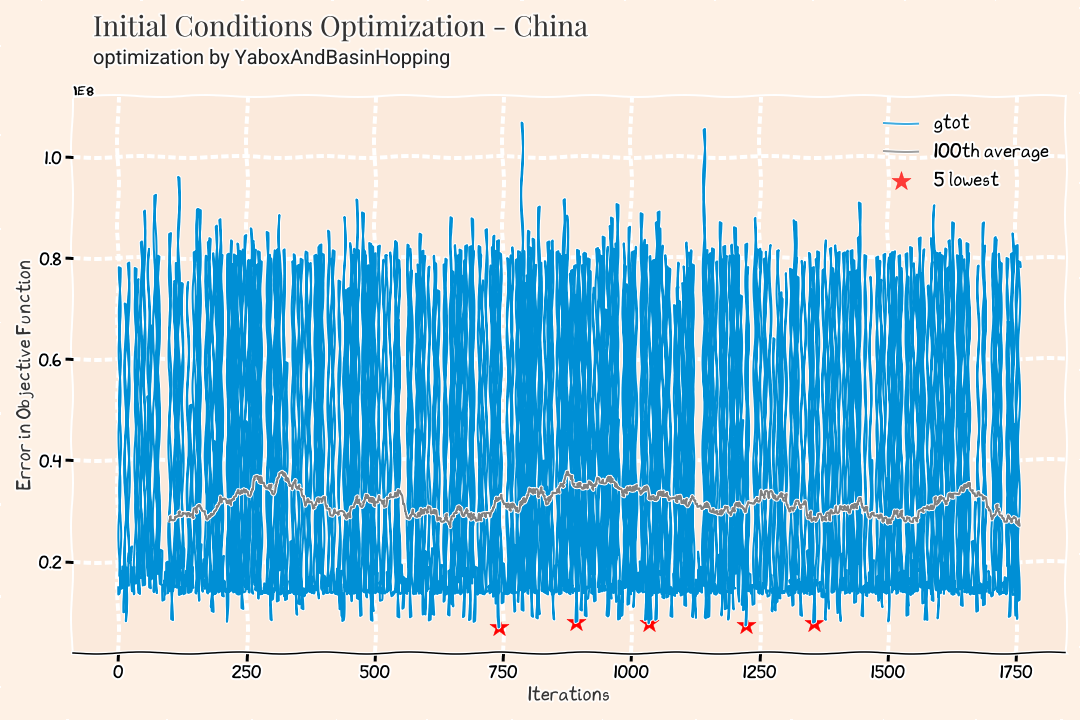 Initial Conditions Optimization - China
optimization by YaboxAndBasinHopping
1E8
gtot
100th average
5 lowest
1.0
0.8
0.6
0.4
0.2
Error in Objective Function
0 250 500 750 1000 1250 1500 1750
Iterations